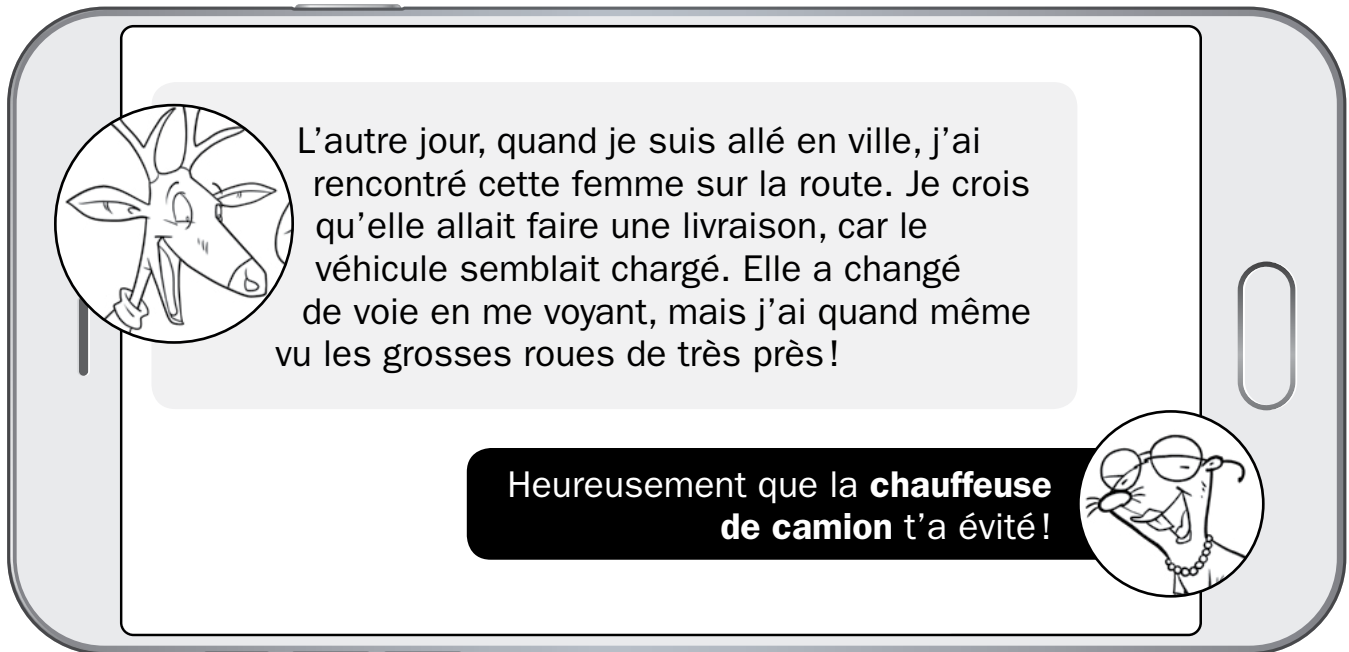 L’autre jour, quand je suis allé en ville, j’ai
rencontré cette femme sur la route. Je crois
qu’elle allait faire une livraison, car le
véhicule semblait chargé. Elle a changé
de voie en me voyant, mais j’ai quand même
vu les grosses roues de très près !
Heureusement que la chauffeuse
de camion t’a évité !